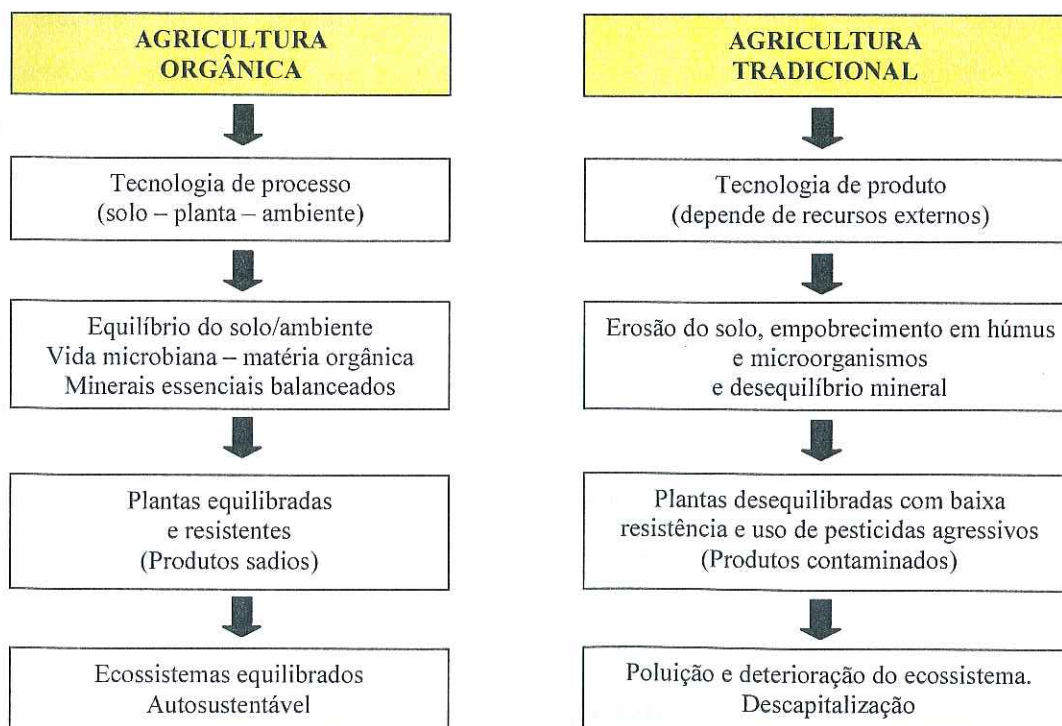 AGRICULTURA
ORGÂNICA
Tecnologia de processo
(solo – planta – ambiente)
Equilíbrio do solo/ambiente
Vida microbiana – matéria orgânica
Minerais essenciais balanceados
Plantas equilibradas
e resistentes
(Produtos sadios)
Ecossistemas equilibrados
Autosustentável
AGRICULTURA
TRADICIONAL
Tecnologia de produto
(depende de recursos externos)
Erosão do solo, empobrecimento em húmus
e microorganismos
e desequilíbrio mineral
Plantas desequilibradas com baixa
resistência e uso de pesticidas agressivos
(Produtos contaminados)
Poluição e deterioração do ecossistema.
Descapitalização